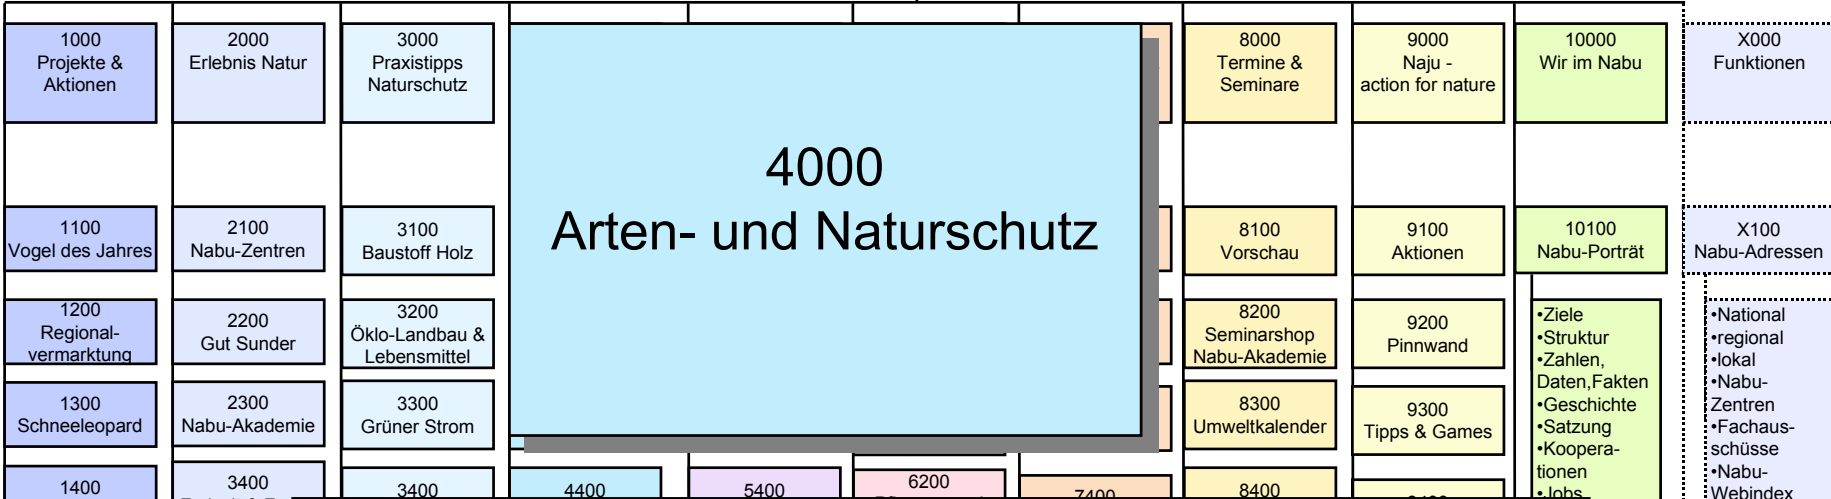 1000
Projekte &
Aktionen
2000
Erlebnis Natur
3000
Praxistipps
Naturschutz
4000
Arten- und Naturschutz
8000
Termine &
Seminare
9000
Naju -
action for nature
10000
Wir im Nabu
X000
Funktionen
1100
Vogel des Jahres
2100
Nabu-Zentren
3100
Baustoff Holz
8100
Vorschau
9100
Aktionen
10100
Nabu-Porträt
X100
Nabu-Adressen
1200
Regional-
vermarktung
2200
Gut Sunder
3200
Öklo-Landbau &
Lebensmittel
8200
Seminarshop
Nabu-Akademie
9200
Pinnwand
•Ziele
•Struktur
•Zahlen,
Daten,Fakten
•Geschichte
•Satzung
•Koopera-
tionen
•Jobs
•National
•regional
•lokal
•Nabu-
Zentren
•Fachaus-
schüsse
•Nabu-
Webindex
1300
Schneeleopard
2300
Nabu-Akademie
3300
Grüner Strom
8300
Umweltkalender
9300
Tipps & Games
1400
3400
3400
4400
5400
6200
7400
8400